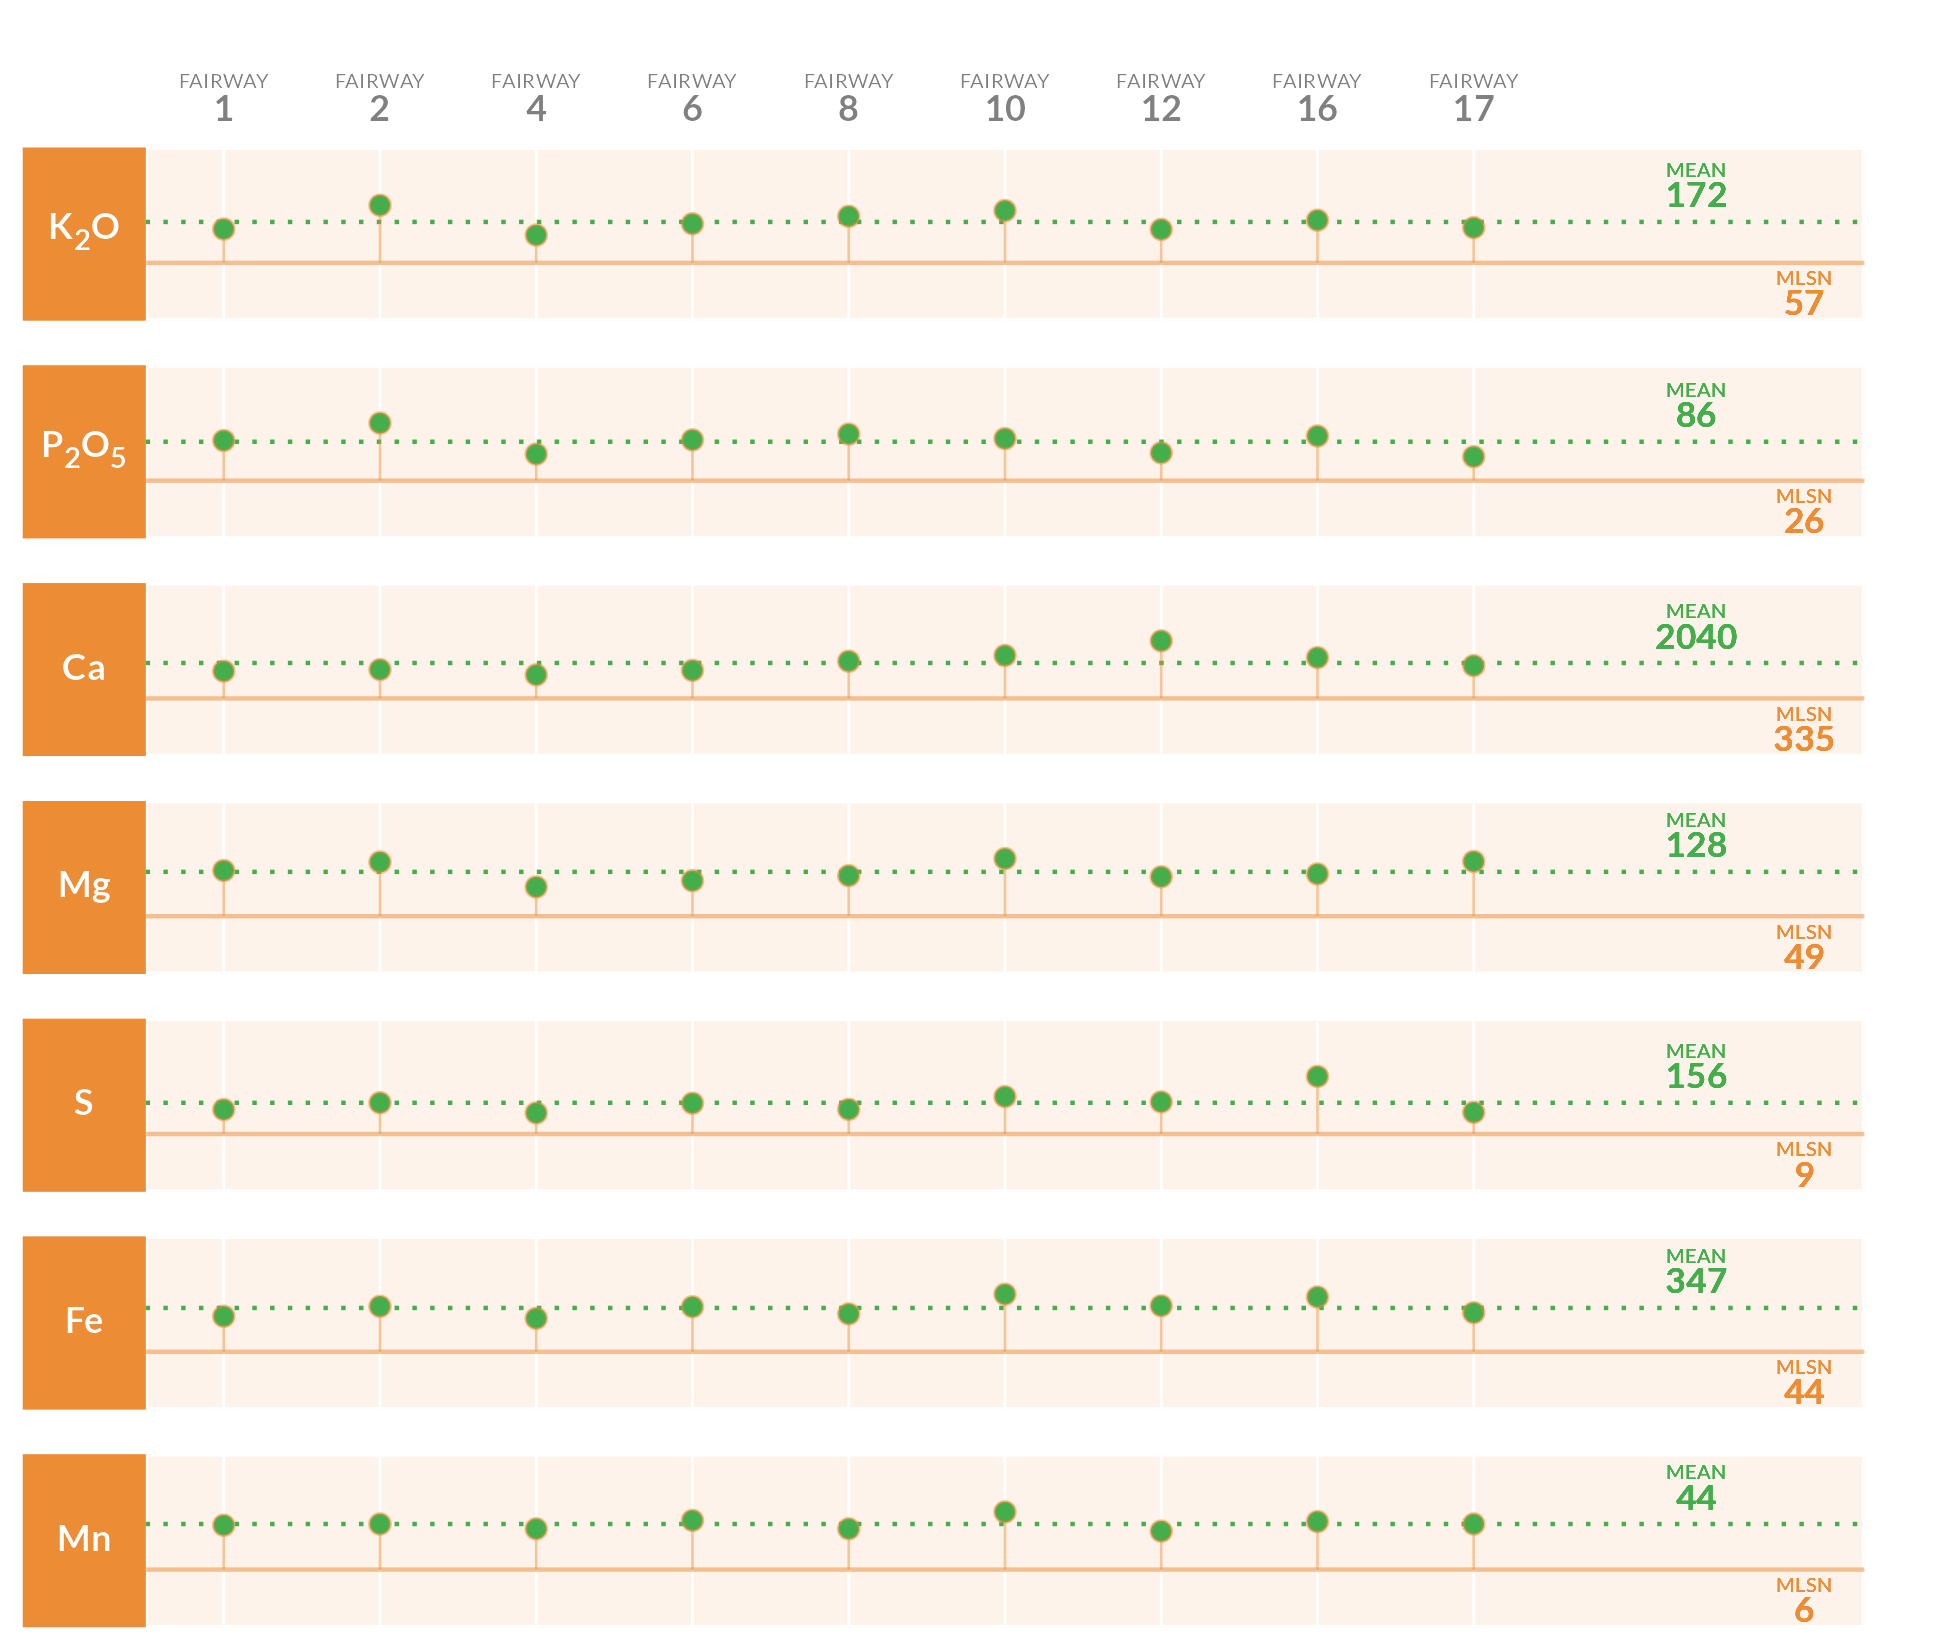 FAIRWAY FAIRWAY FAIRWAY FAIRWAY FAIRWAY FAIRWAY FAIRWAY FAIRWAY FAIRWAY
1 2 4 6 8 10 12 16 17
MEAN
172
K₂O
MLSN
57
MEAN
86
P₂O₅
MLSN
26
MEAN
2040
Ca
MLSN
335
MEAN
128
Mg
MLSN
49
MEAN
156
S
MLSN
9
MEAN
347
Fe
MLSN
44
MEAN
44
Mn
MLSN
6